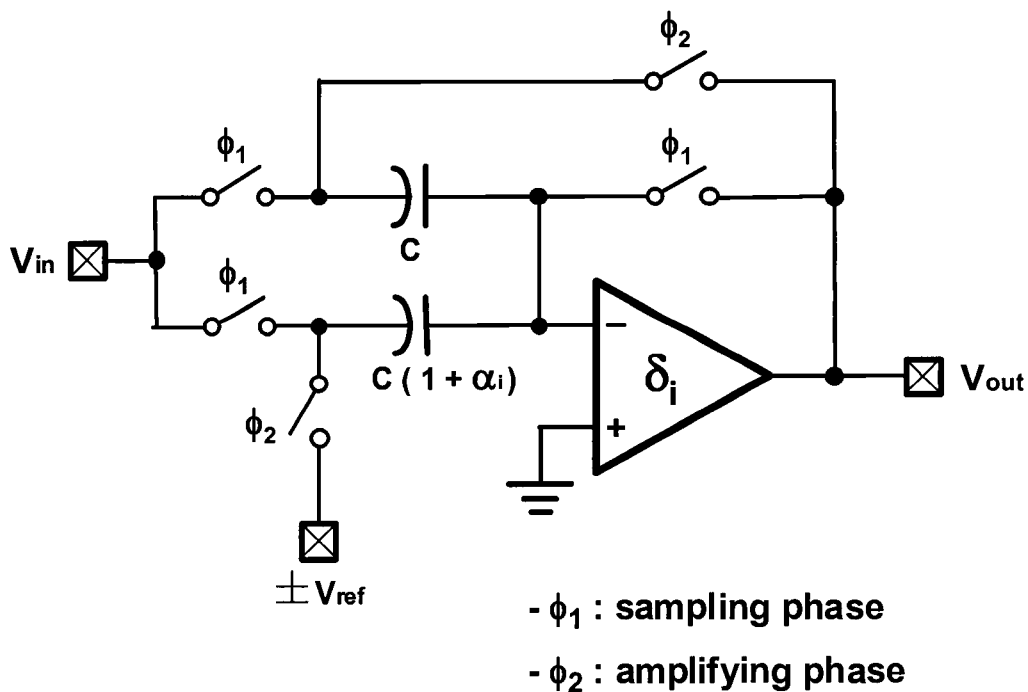 ϕ2
ϕ1
ϕ1
Vin
C
ϕ1
−
C ( 1 + αi)
δi
Vout
ϕ2
+
± Vref
- ϕ1 : sampling phase
- ϕ2 : amplifying phase